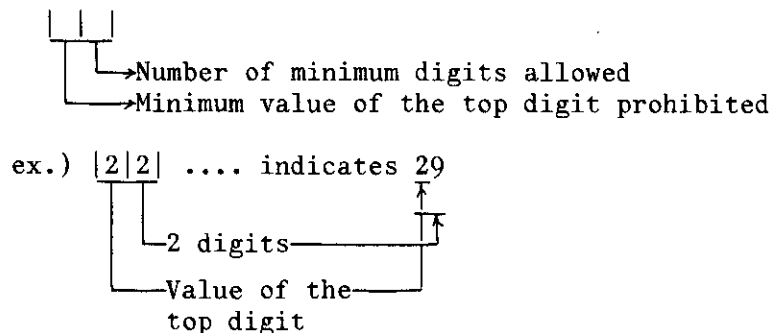 Number of minimum digits allowed
Minimum value of the top digit prohibited
ex.) |2|2| .... indicates 29
2 digits
Value of the
top digit